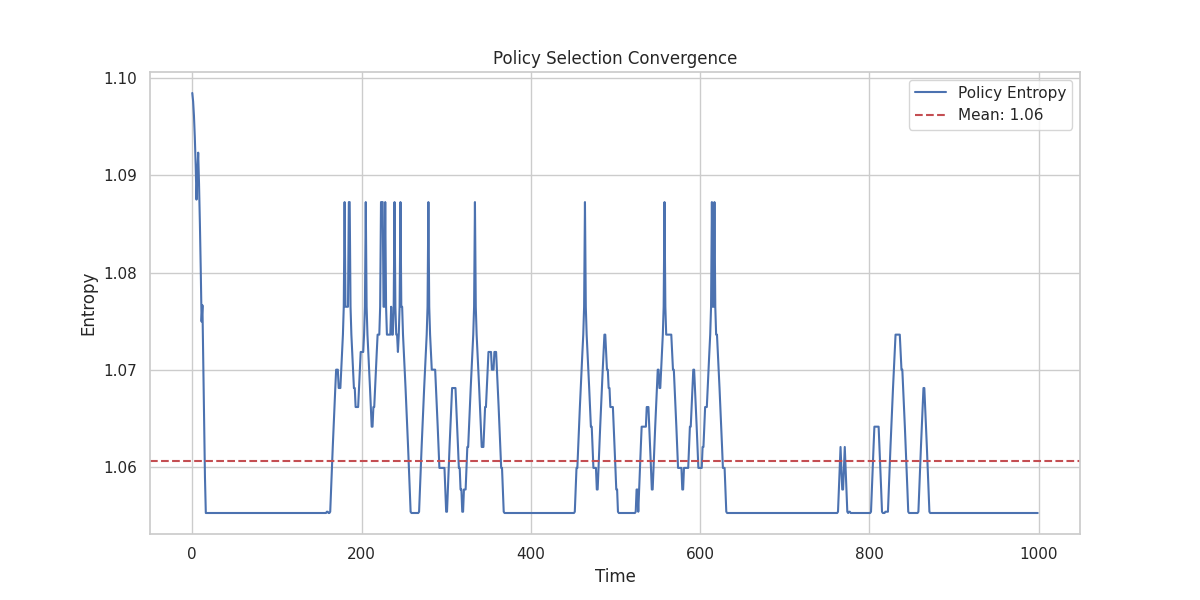 Policy Selection Convergence
Policy Entropy
Mean: 1.06
Entropy
1.10
1.09
1.08
1.07
1.06
0 200 400 600 800 1000
Time